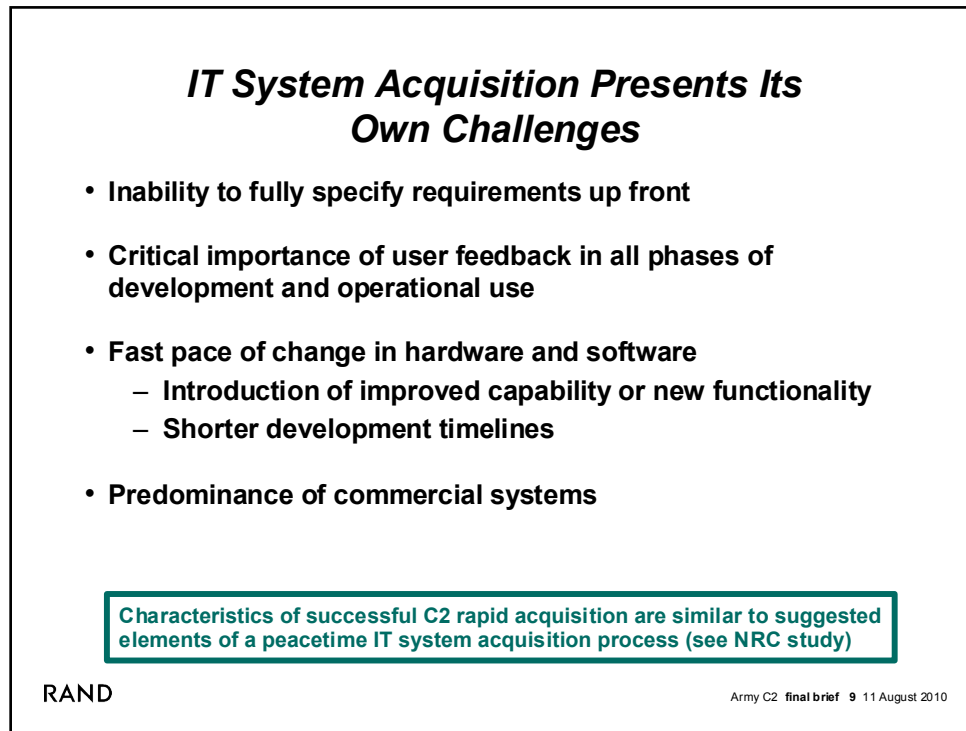 IT System Acquisition Presents Its
Own Challenges
• Inability to fully specify requirements up front
• Critical importance of user feedback in all phases of
development and operational use
• Fast pace of change in hardware and software
– Introduction of improved capability or new functionality
– Shorter development timelines
• Predominance of commercial systems
Characteristics of successful C2 rapid acquisition are similar to suggested
elements of a peacetime IT system acquisition process (see NRC study)
RAND
Army C2 final brief 9 11 August 2010